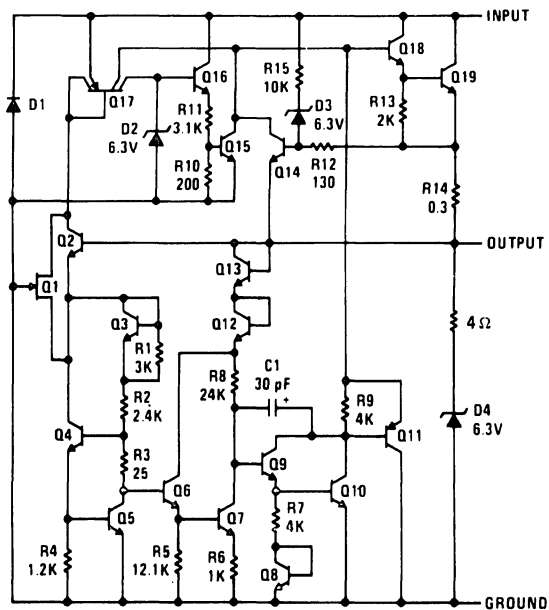 INPUT
Q18
Q19
R15
10K
Q16
D1
Q17
R11
3.1K
D2
6.3V
D3
6.3V
R13
2K
Q15
R10
200
Q14
R12
130
R14
0.3
Q2
OUTPUT
Q1
Q13
Q3
Q12
4 Ω
R1
3K
C1
30 pF
+
R8
24K
R2
2.4K
R9
4K
D4
6.3V
Q4
Q11
R3
25
Q9
Q6
Q10
Q5
Q7
R7
4K
R4
1.2K
R5
12.1K
R6
1K
Q8
GROUND